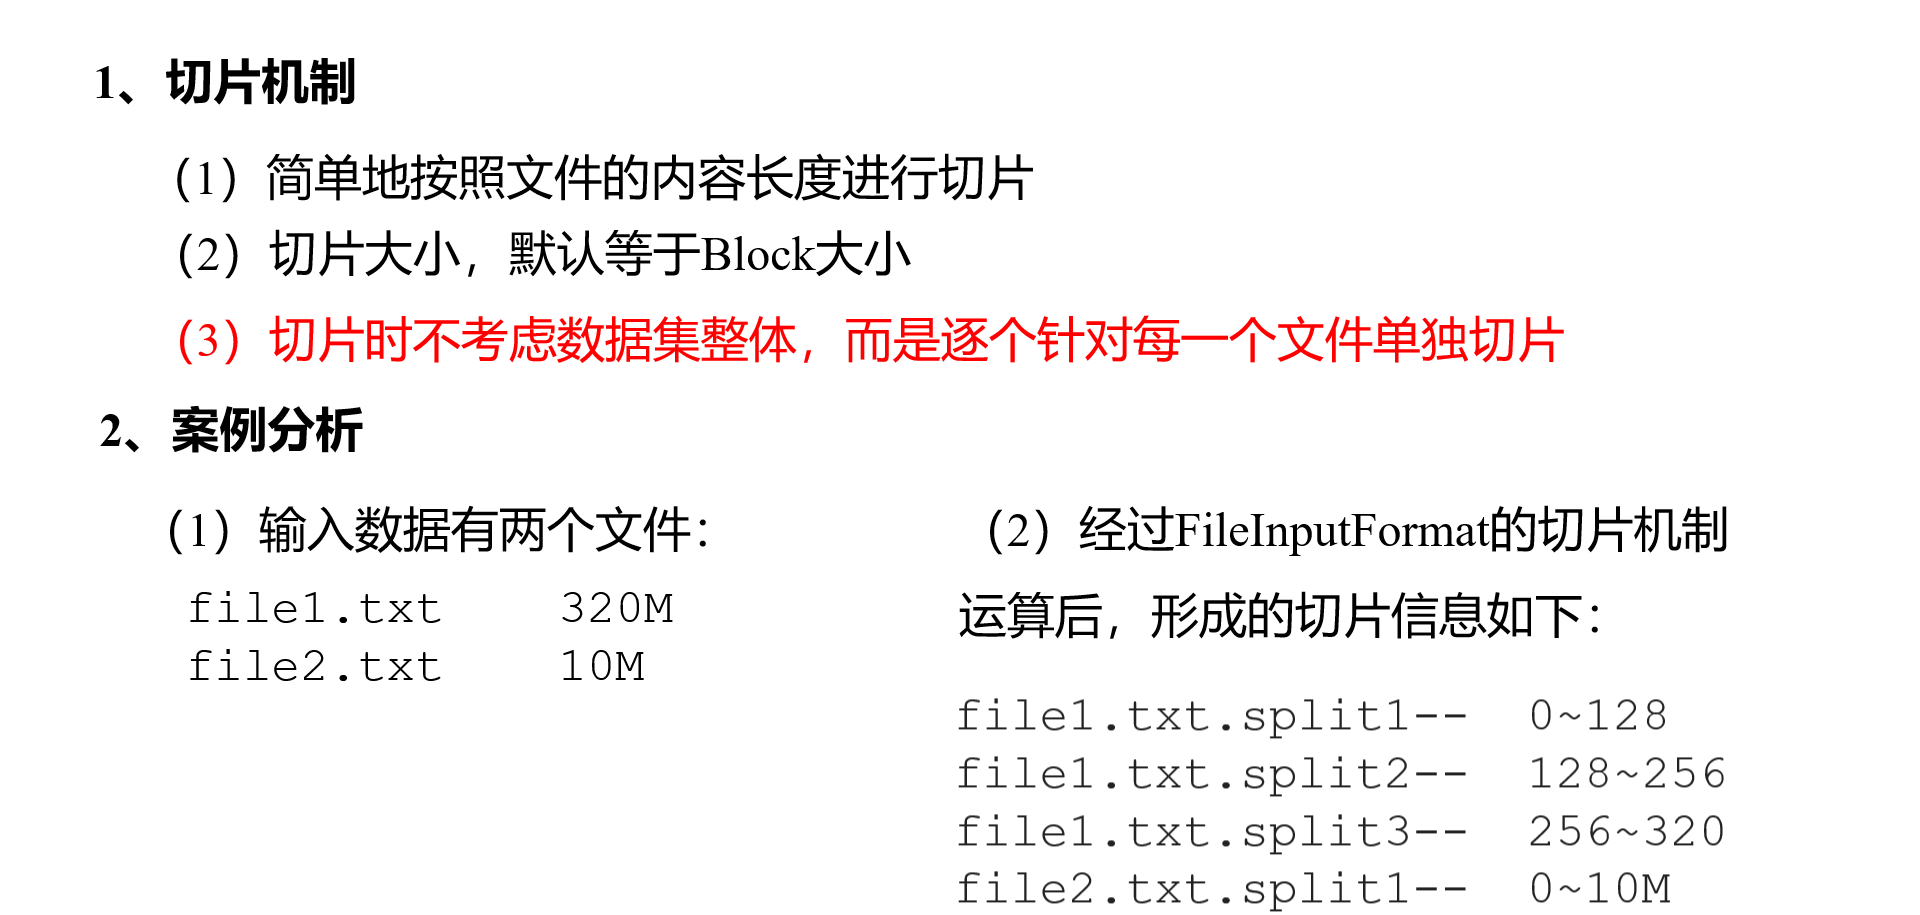 1、切片机制
（1）简单地按照文件的内容长度进行切片
（2）切片大小，默认等于Block大小
（3）切片时不考虑数据集整体，而是逐个针对每一个文件单独切片
2、案例分析
（1）输入数据有两个文件：
file1.txt 320M
file2.txt 10M
（2）经过FileInputFormat的切片机制
运算后，形成的切片信息如下：
file1.txt.split1-- 0~128
file1.txt.split2-- 128~256
file1.txt.split3-- 256~320
file2.txt.split1-- 0~10M